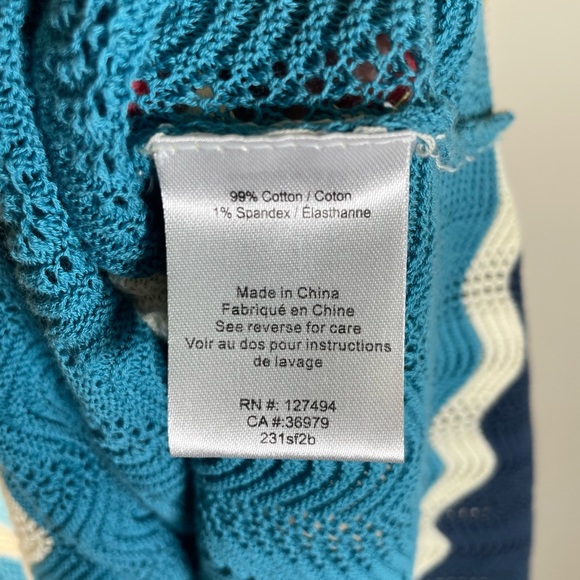 99% Cotton / Coton
1% Spandex / Élasthanne
Made in China
Fabriqué en Chine
See reverse for care
Voir au dos pour instructions
de lavage
RN #: 127494
CA #:36979
231sf2b